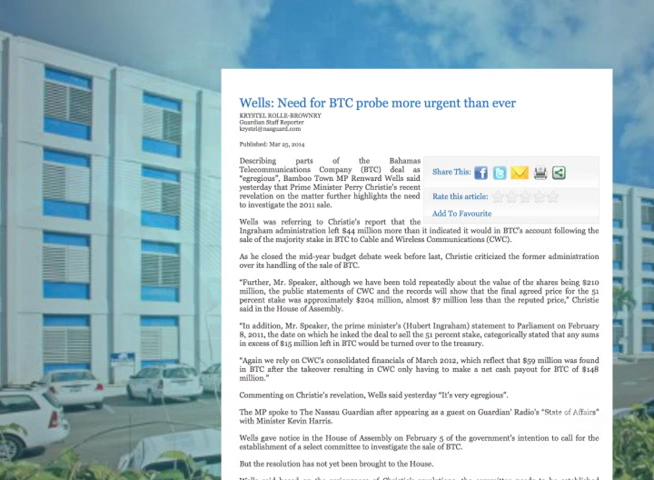 Wells: Need for BTC probe more urgent than ever
KRYSTEL ROLLE-BROWNRY
Guardian Staff Reporter
krystel@nasguard.com
Published: Mar 25, 2014
Describing parts of the Bahamas
Telecommunications Company (BTC) deal as
“egregious”, Bamboo Town MP Renward Wells said
yesterday that Prime Minister Perry Christie's recent
revelation on the matter further highlights the need
to investigate the 2011 sale.
Share This:
Rate this article:
Add To Favourite
Wells was referring to Christie's report that the
Ingraham administration left $44 million more than it indicated it would in BTC's account following the
sale of the majority stake in BTC to Cable and Wireless Communications (CWC).
As he closed the mid-year budget debate week before last, Christie criticized the former administration
over its handling of the sale of BTC.
“Further, Mr. Speaker, although we have been told repeatedly about the value of the shares being $210
million, the public statements of CWC and the records will show that the final agreed price for the 51
percent stake was approximately $204 million, almost $7 million less than the reputed price,” Christie
said in the House of Assembly.
“In addition, Mr. Speaker, the prime minister's (Hubert Ingraham) statement to Parliament on February
8, 2011, the date on which he inked the deal to sell the 51 percent stake, categorically stated that any sums
in excess of $15 million left in BTC would be turned over to the treasury.
“Again we rely on CWC's consolidated financials of March 2012, which reflect that $59 million was found
in BTC after the takeover resulting in CWC only having to make a net cash payout for BTC of $148
million.”
Commenting on Christie's revelation, Wells said yesterday “It's very egregious”.
The MP spoke to The Nassau Guardian after appearing as a guest on Guardian' Radio's “State of Affairs”
with Minister Kevin Harris.
Wells gave notice in the House of Assembly on February 5 of the government's intention to call for the
establishment of a select committee to investigate the sale of BTC.
But the resolution has not yet been brought to the House.